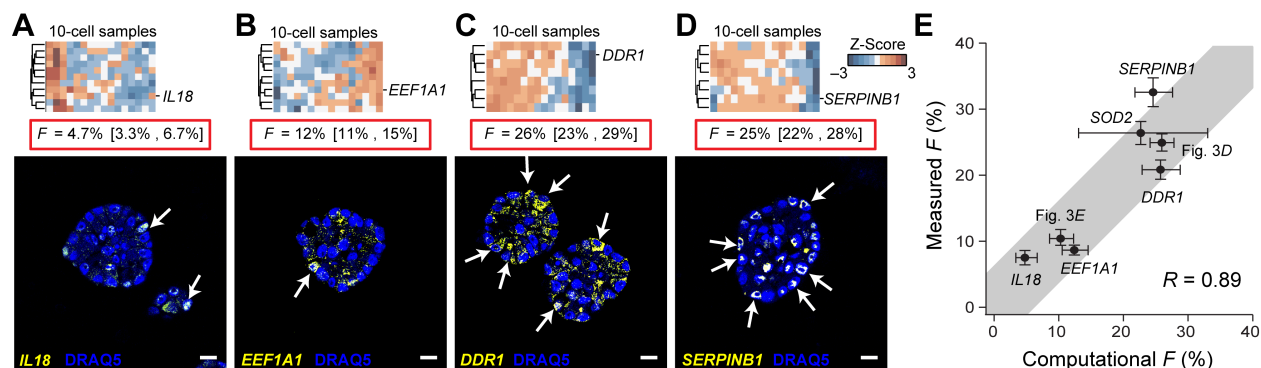 A
10-cell samples
IL18
F = 4.7% [3.3% , 6.7%]
IL18 DRAQ5
B
10-cell samples
EEF1A1
F = 12% [11% , 15%]
EEF1A1 DRAQ5
C
10-cell samples
DDR1
F = 26% [23% , 29%]
DDR1 DRAQ5
D
10-cell samples
Z-Score
–3 3
SERPINB1
F = 25% [22% , 28%]
SERPINB1 DRAQ5
E
Measured F (%)
40
30
20
10
0
SERPINB1
SOD2
Fig. 3D
DDR1
Fig. 3E
IL18
EEF1A1
R = 0.89
0 10 20 30 40
Computational F (%)